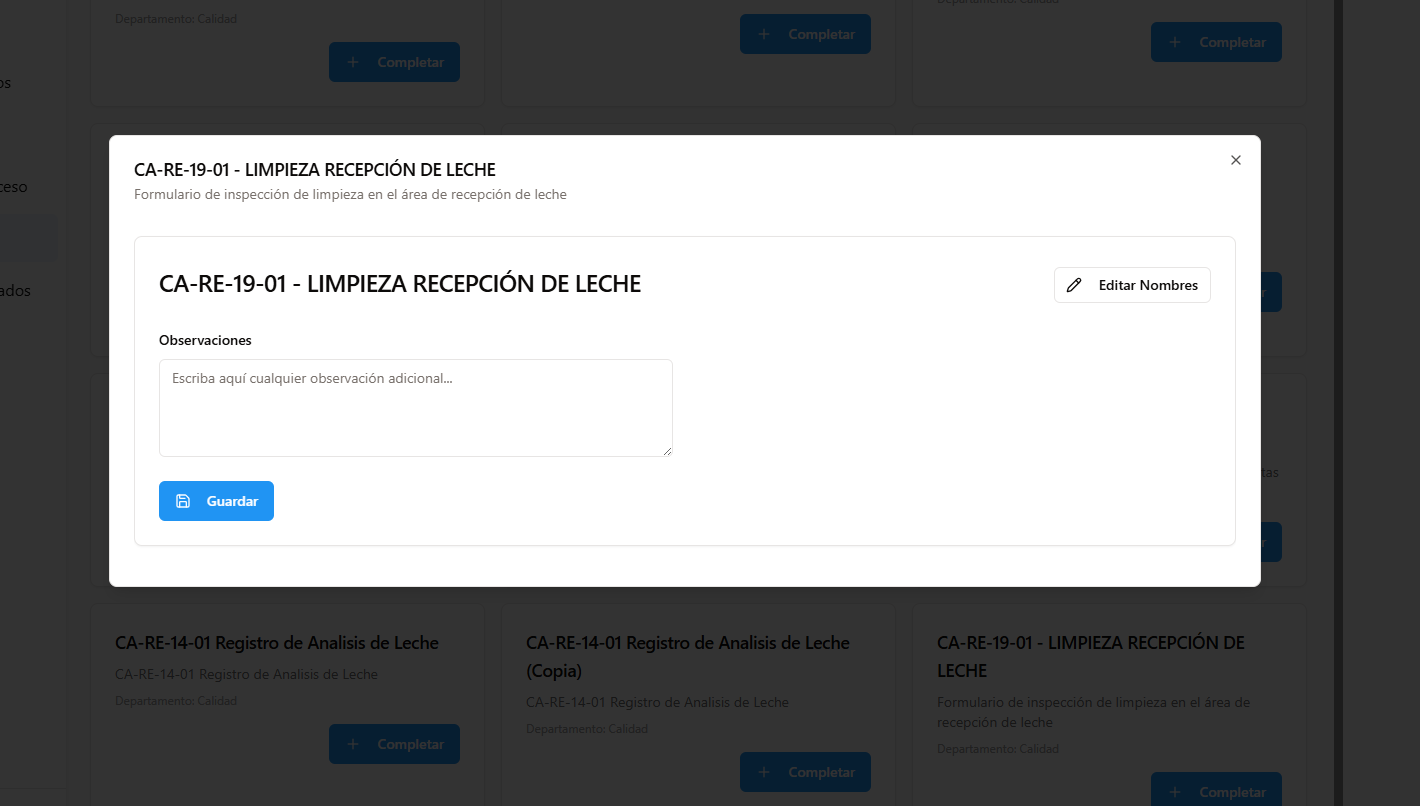 Departamento: Calidad
Completar
Completar
Departamento: Calidad
Completar
os
ceso
ados
CA-RE-19-01 - LIMPIEZA RECEPCIÓN DE LECHE
Formulario de inspección de limpieza en el área de recepción de leche
CA-RE-19-01 - LIMPIEZA RECEPCIÓN DE LECHE
Editar Nombres
Observaciones
Escriba aquí cualquier observación adicional...
Guardar
r
tas
r
CA-RE-14-01 Registro de Analisis de Leche
CA-RE-14-01 Registro de Analisis de Leche
Departamento: Calidad
Completar
CA-RE-14-01 Registro de Analisis de Leche
(Copia)
CA-RE-14-01 Registro de Analisis de Leche
Departamento: Calidad
Completar
CA-RE-19-01 - LIMPIEZA RECEPCIÓN DE
LECHE
Formulario de inspección de limpieza en el área de
recepción de leche
Departamento: Calidad
Completar